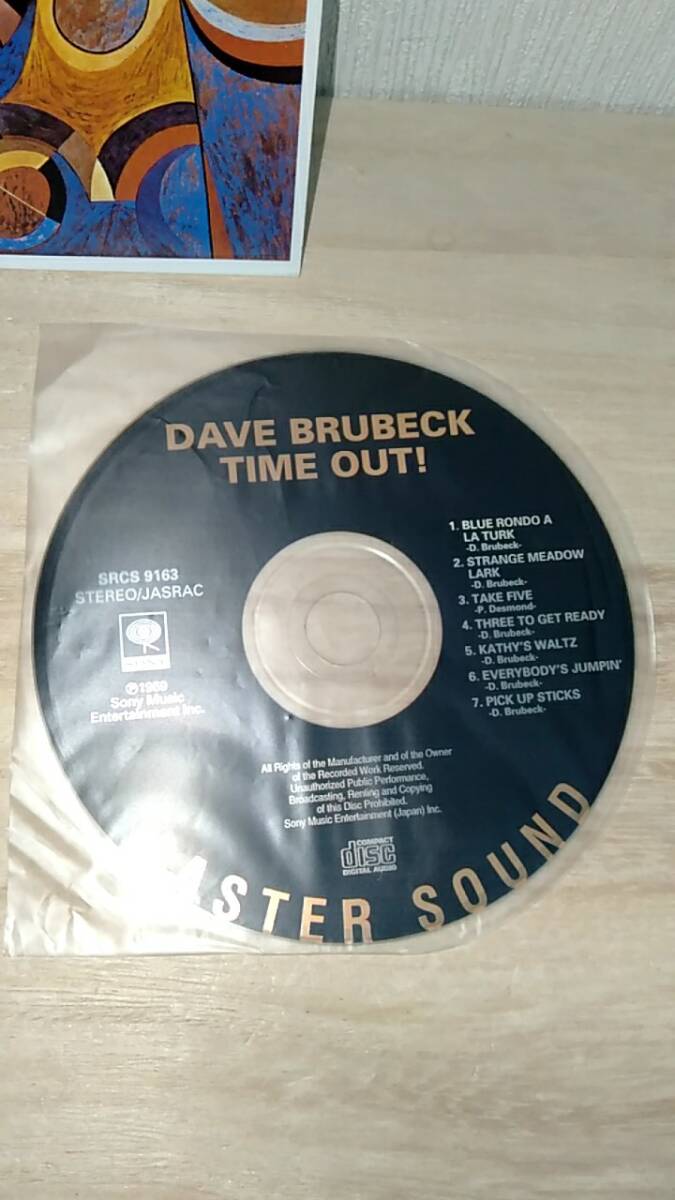 DAVE BRUBECK
TIME OUT!
SRCS 9163
STEREO/JASRAC
SONY
℗1959
Sony Music
Entertainment Inc.
1. BLUE RONDO A
LA TURK
-D. Brubeck-
2. STRANGE MEADOW
LARK
-D. Brubeck-
3. TAKE FIVE
-P. Desmond-
4. THREE TO GET READY
-D. Brubeck-
5. KATHY'S WALTZ
-D. Brubeck-
6. EVERYBODY'S JUMPIN'
-D. Brubeck-
7. PICK UP STICKS
-D. Brubeck-
All Rights of the Manufacturer and of the Owner
of the Recorded Work Reserved.
Unauthorized Public Performance,
Broadcasting, Renting and Copying
of this Disc Prohibited.
Sony Music Entertainment (Japan) Inc.
COMPACT
disc
DIGITAL AUDIO
ASTER SOUND